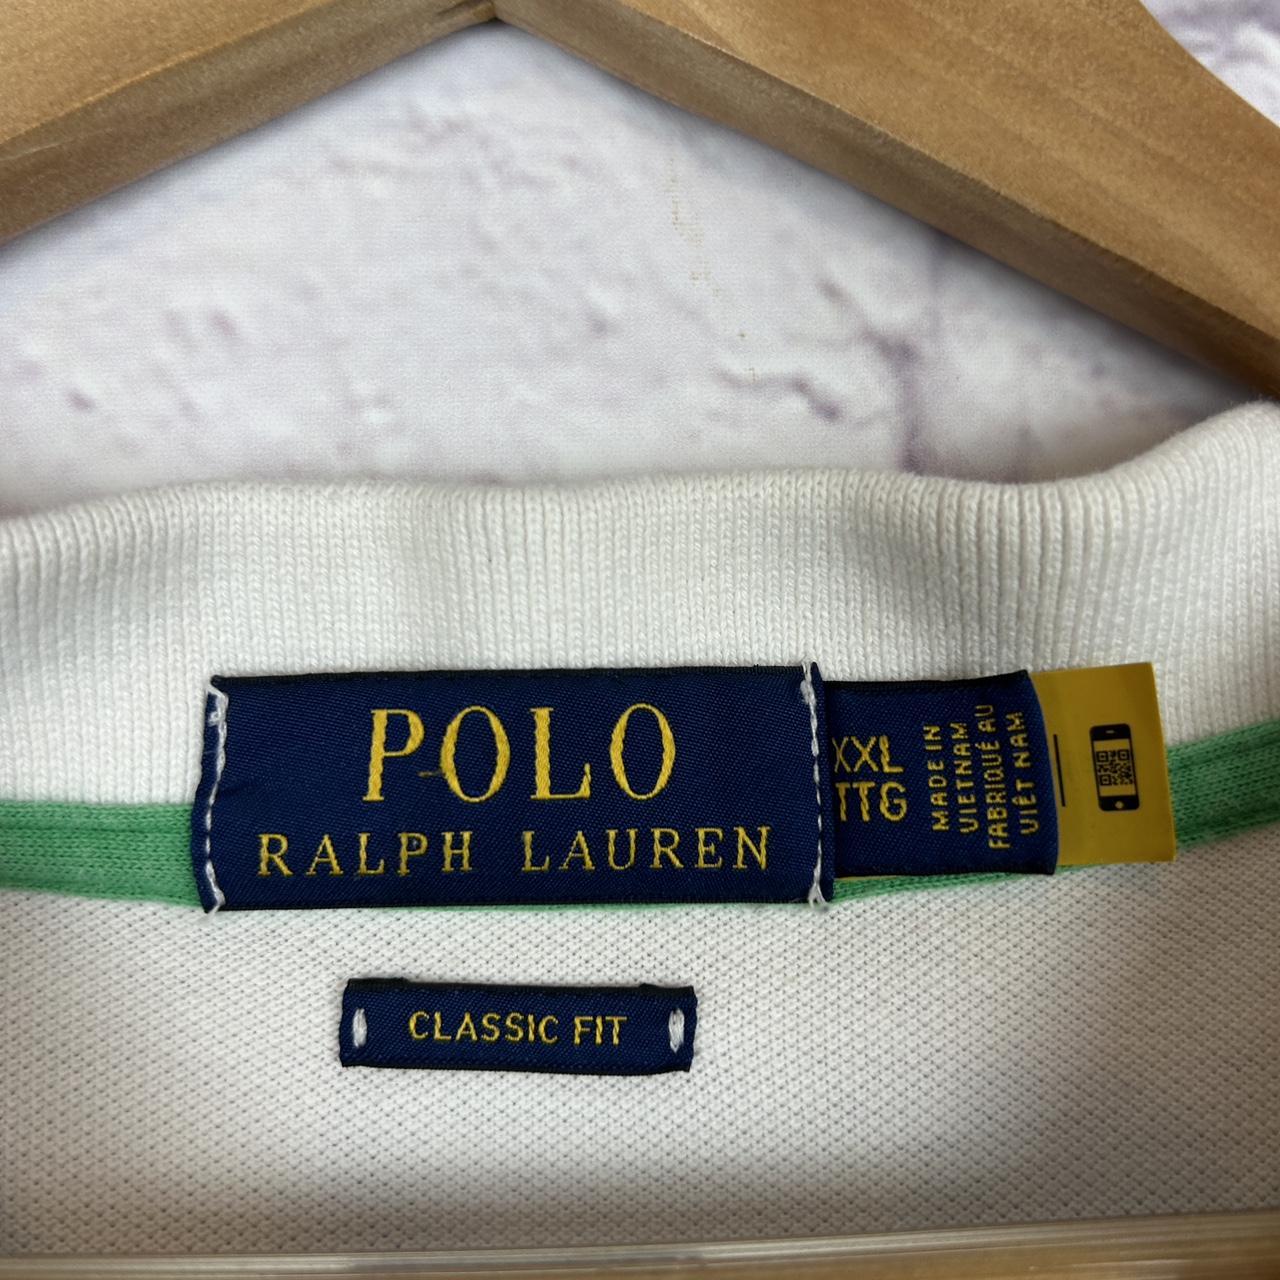 POLO
RALPH LAUREN
XXL
TTG
MADE IN
VIETNAM
FABRIQUÉ AU
VIÊT NAM
CLASSIC FIT